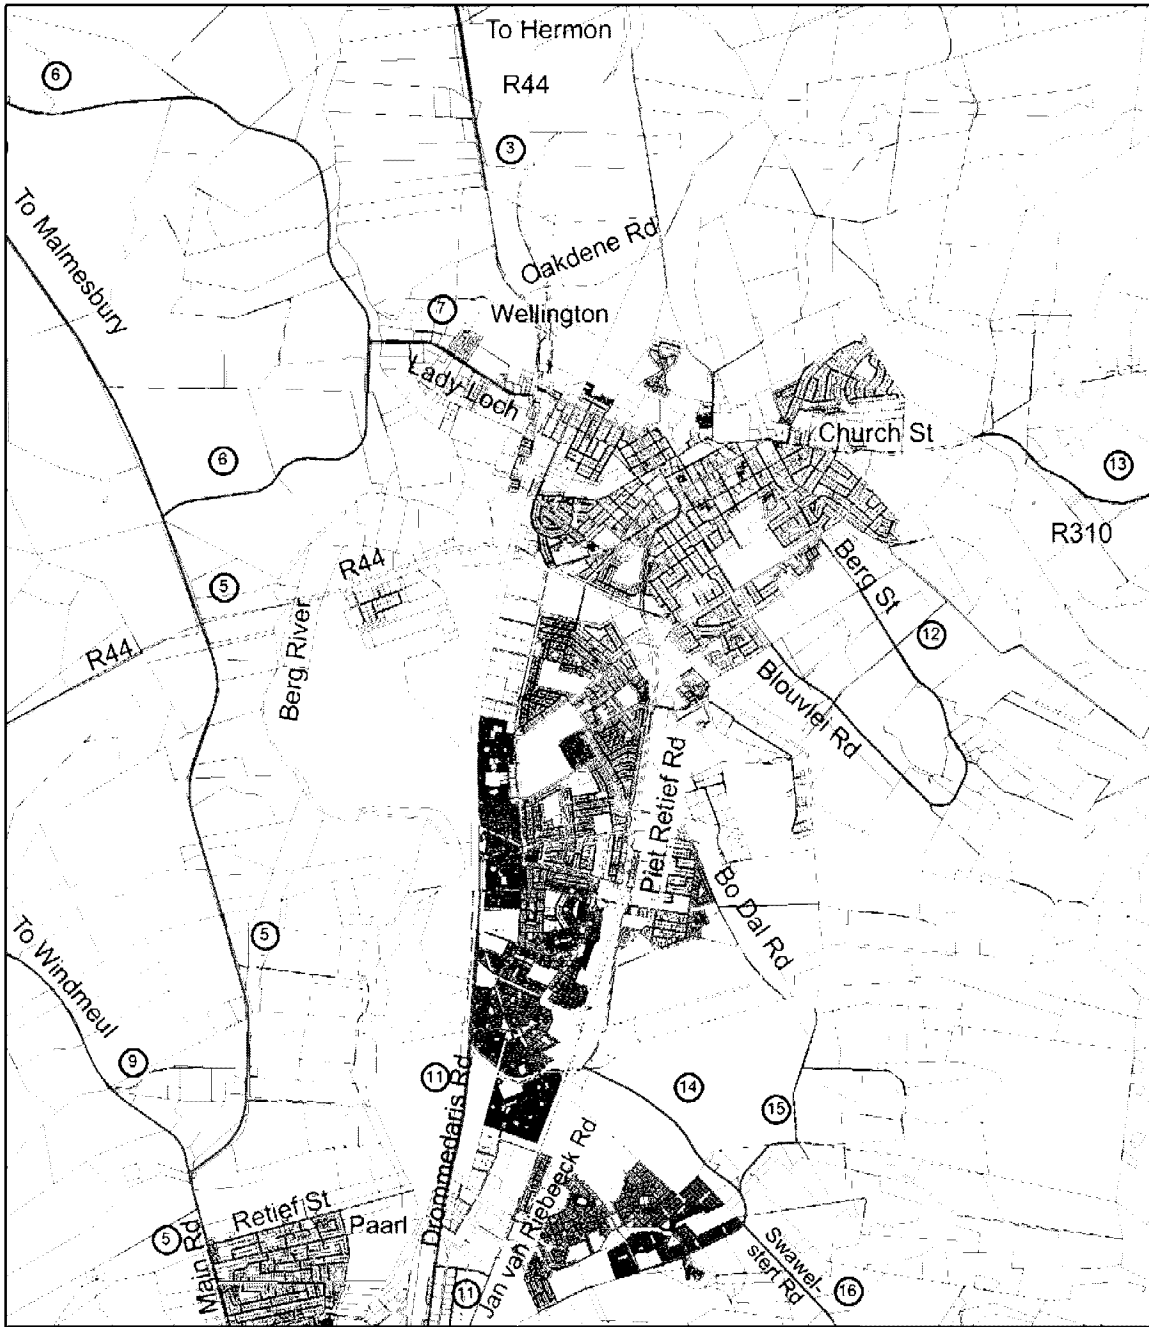 To Hermon
6
R44
3
To Malmesbury
Oakdene Rd
7
Wellington
Lady Loch
Church St
6
13
R310
R44
5
Berg St
Berg River
12
R44
Blouvlei Rd
Piet Retief Rd
Bo Dal Rd
5
To Windmeul
9
11
Drommedaris Rd
14
15
Jan van Riebeeck Rd
Retief St
Paarl
5
Main Rd
Swawel-
stert Rd
11
16